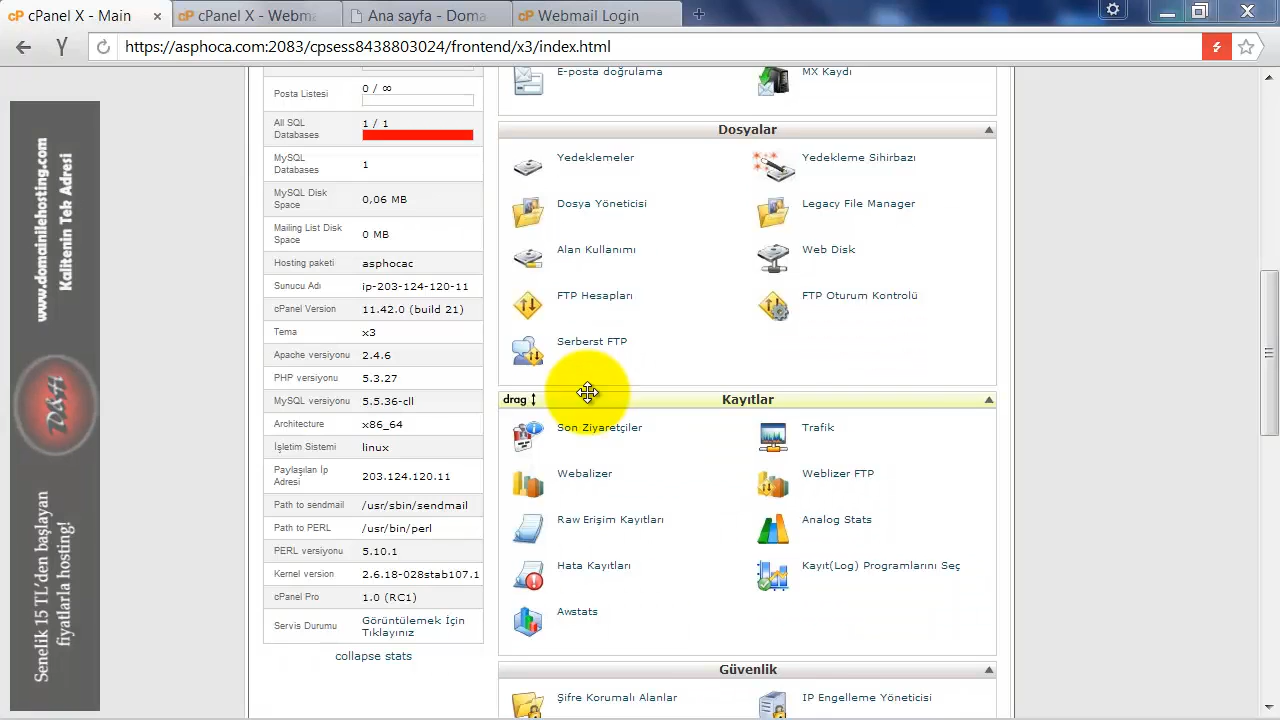 cPanel X - Main
cPanel X - Webma
Ana sayfa - Doma
Webmail Login
https://asphoca.com:2083/cpsess8438803024/frontend/x3/index.html
www.domainilehosting.com
Kalitenin Tek Adresi
D&H
Senelik 15 TL'den başlayan
fiyatlarla hosting!
Posta Listesi 0 / ∞
All SQL Databases 1 / 1
MySQL Databases 1
MySQL Disk Space 0,06 MB
Mailing List Disk Space 0 MB
Hosting paketi asphocac
Sunucu Adı ip-203-124-120-11
cPanel Version 11.42.0 (build 21)
Tema x3
Apache versiyonu 2.4.6
PHP versiyonu 5.3.27
MySQL versiyonu 5.5.36-cll
Architecture x86_64
İşletim Sistemi linux
Paylaşılan İp Adresi 203.124.120.11
Path to sendmail /usr/sbin/sendmail
Path to PERL /usr/bin/perl
PERL versiyonu 5.10.1
Kernel version 2.6.18-028stab107.1
cPanel Pro 1.0 (RC1)
Servis Durumu Görüntülemek İçin Tıklayınız
collapse stats
E-posta doğrulama
MX Kaydı
Dosyalar
Yedeklemeler
Yedekleme Sihirbazı
Dosya Yöneticisi
Legacy File Manager
Alan Kullanımı
Web Disk
FTP Hesapları
FTP Oturum Kontrolü
Serberst FTP
drag
Kayıtlar
Son Ziyaretçiler
Trafik
Webalizer
Weblizer FTP
Raw Erişim Kayıtları
Analog Stats
Hata Kayıtları
Kayıt(Log) Programlarını Seç
Awstats
Güvenlik
Şifre Korumalı Alanlar
IP Engelleme Yöneticisi